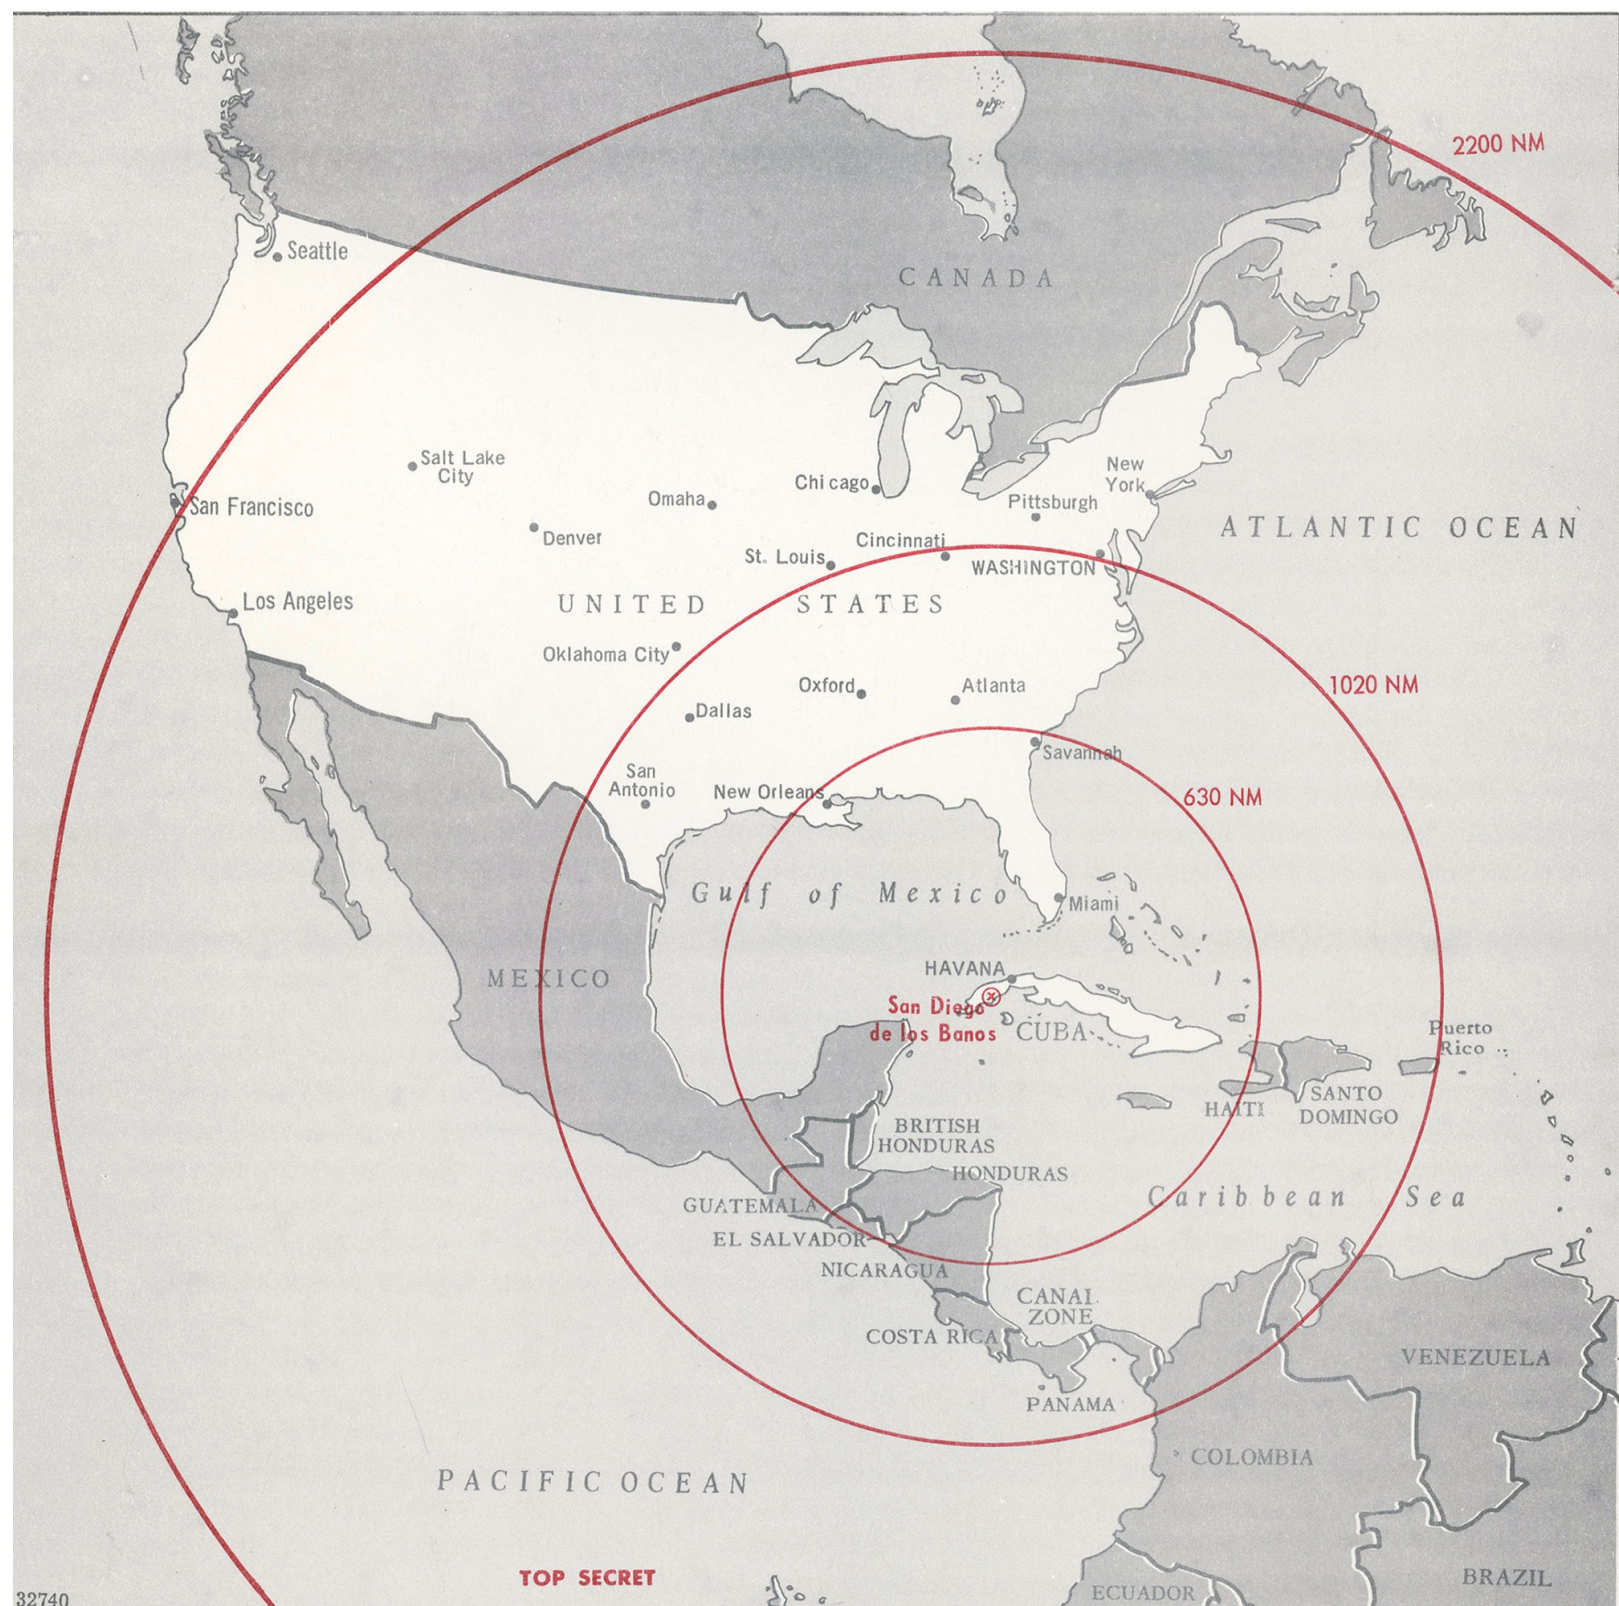 2200 NM
Seattle
CANADA
Salt Lake
City
New
York
Chicago
Omaha
San Francisco
Pittsburgh
ATLANTIC OCEAN
Denver
Cincinnati
St. Louis
WASHINGTON
Los Angeles
UNITED STATES
Oklahoma City
Oxford
Atlanta
1020 NM
Dallas
Savannah
San
Antonio
New Orleans
630 NM
Gulf of Mexico
Miami
HAVANA
MEXICO
San Diego
de los Banos
CUBA
Puerto
Rico
HAITI
SANTO
DOMINGO
BRITISH
HONDURAS
HONDURAS
Caribbean Sea
GUATEMALA
EL SALVADOR
NICARAGUA
CANAL
ZONE
COSTA RICA
VENEZUELA
PANAMA
COLOMBIA
PACIFIC OCEAN
TOP SECRET
BRAZIL
ECUADOR
32740